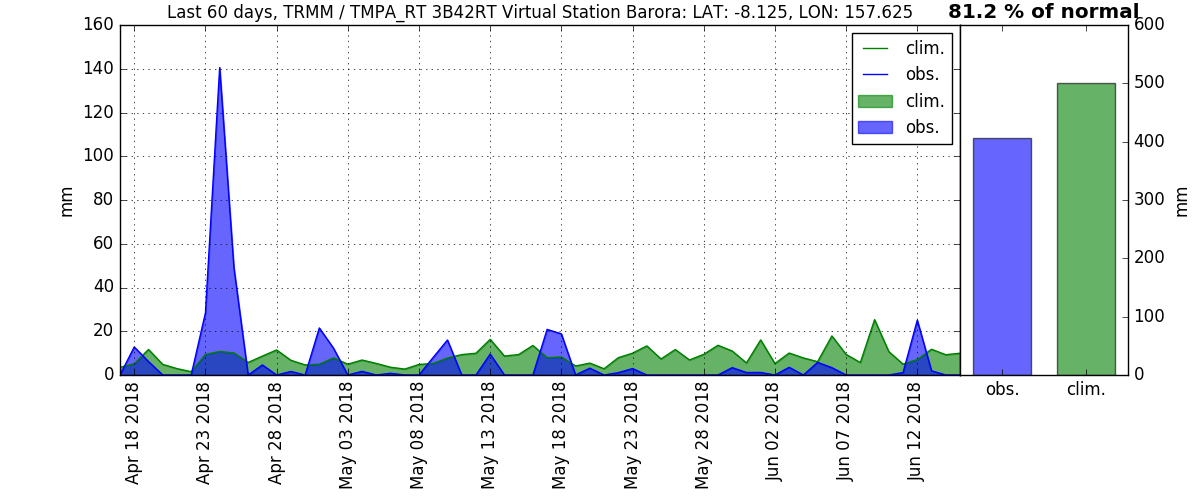 Last 60 days, TRMM / TMPA_RT 3B42RT Virtual Station Barora: LAT: -8.125, LON: 157.625
81.2 % of normal
160
140
120
100
80
60
40
20
0
mm
clim.
obs.
clim.
obs.
600
500
400
300
200
100
0
mm
Apr 18 2018
Apr 23 2018
Apr 28 2018
May 03 2018
May 08 2018
May 13 2018
May 18 2018
May 23 2018
May 28 2018
Jun 02 2018
Jun 07 2018
Jun 12 2018
obs.
clim.